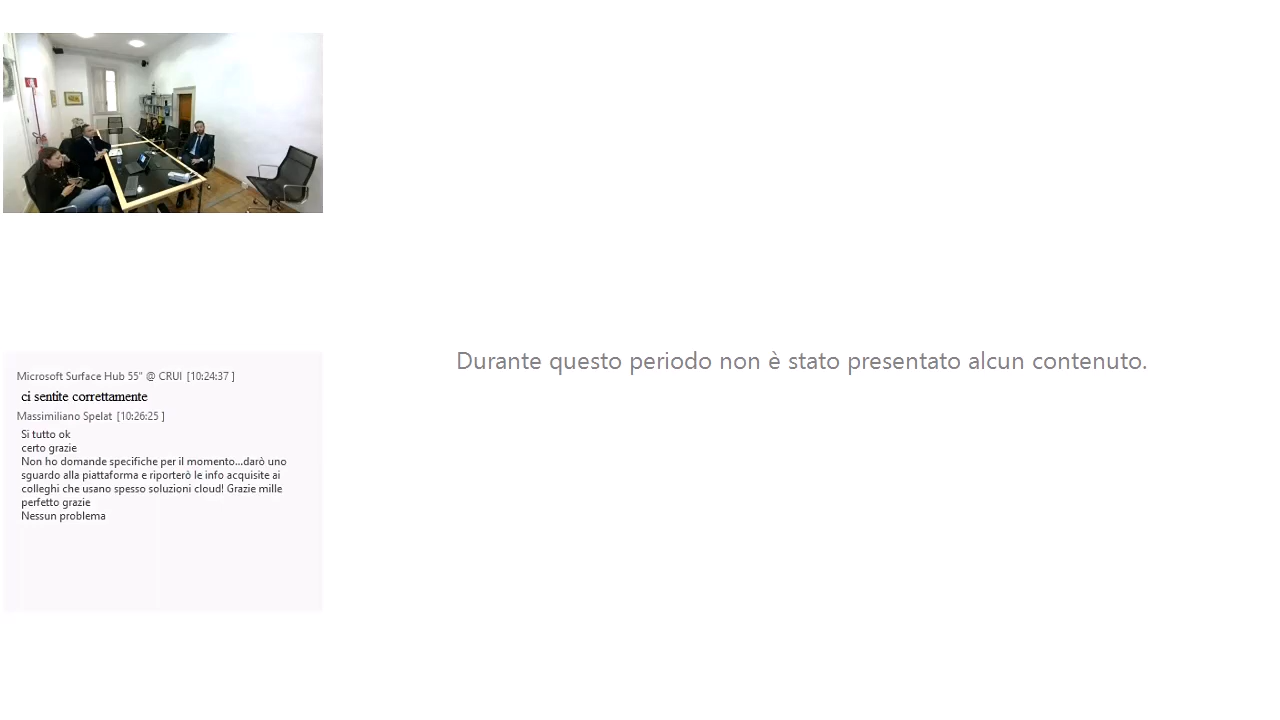 Microsoft Surface Hub 55" @ CRUI [10:24:37 ]
ci sentite correttamente
Massimiliano Spelat [10:26:25 ]
Si tutto ok
certo grazie
Non ho domande specifiche per il momento...darò uno
sguardo alla piattaforma e riporterò le info acquisite ai
colleghi che usano spesso soluzioni cloud! Grazie mille
perfetto grazie
Nessun problema
Durante questo periodo non è stato presentato alcun contenuto.